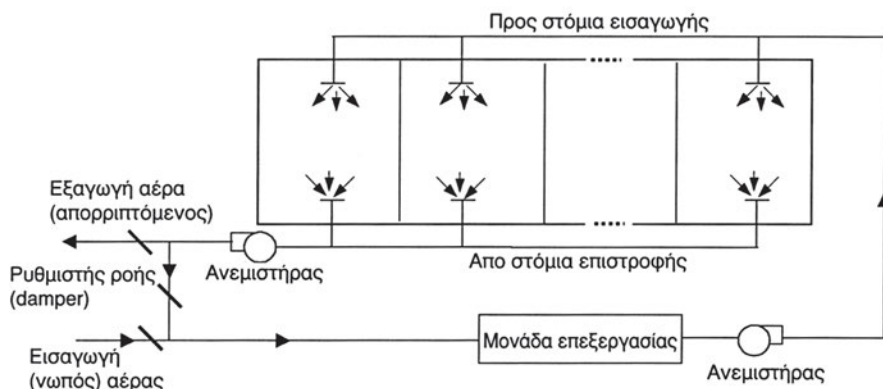 Προς στόμια εισαγωγής
Εξαγωγή αέρα
(απορριπτόμενος)
Ανεμιστήρας
Απο στόμια επιστροφής
Ρυθμιστής ροής
(damper)
Μονάδα επεξεργασίας
Εισαγωγή
(νωπός) αέρας
Ανεμιστήρας